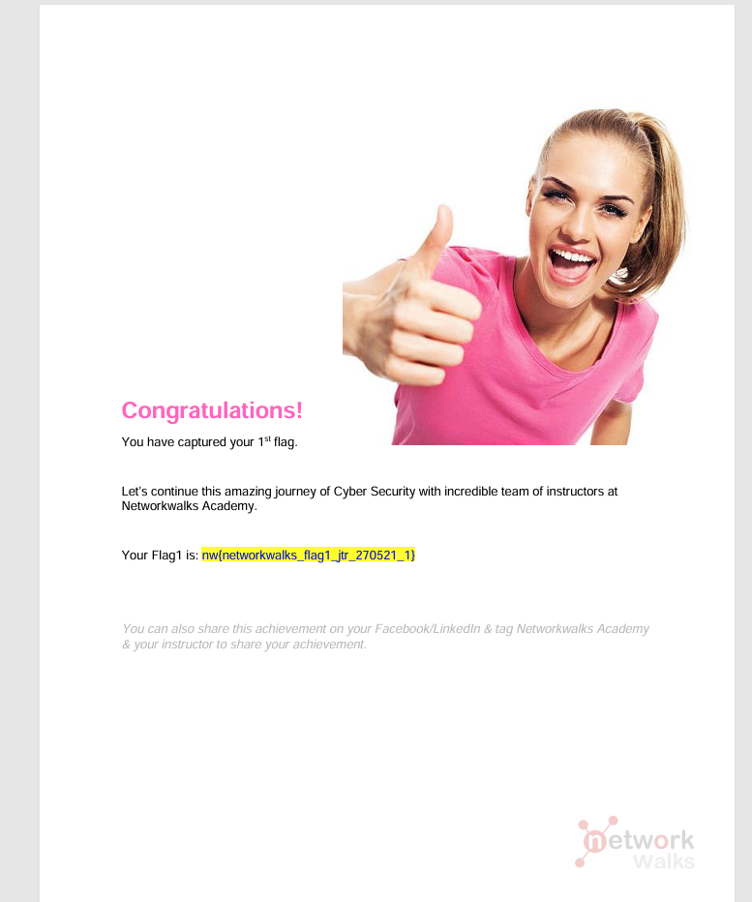 Congratulations!
You have captured your 1st flag.
Let's continue this amazing journey of Cyber Security with incredible team of instructors at
Networkwalks Academy.
Your Flag1 is: nw{networkwalks_flag1_jtr_270521_1}
You can also share this achievement on your Facebook/LinkedIn & tag Networkwalks Academy
& your instructor to share your achievement.
network
Walks